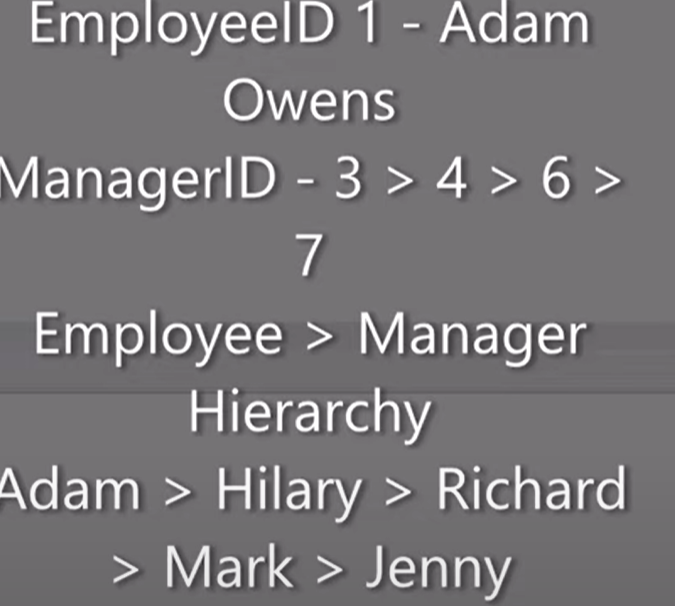 EmployeeID 1 - Adam
Owens
ManagerID - 3 > 4 > 6 >
7
Employee > Manager
Hierarchy
Adam > Hilary > Richard
> Mark > Jenny